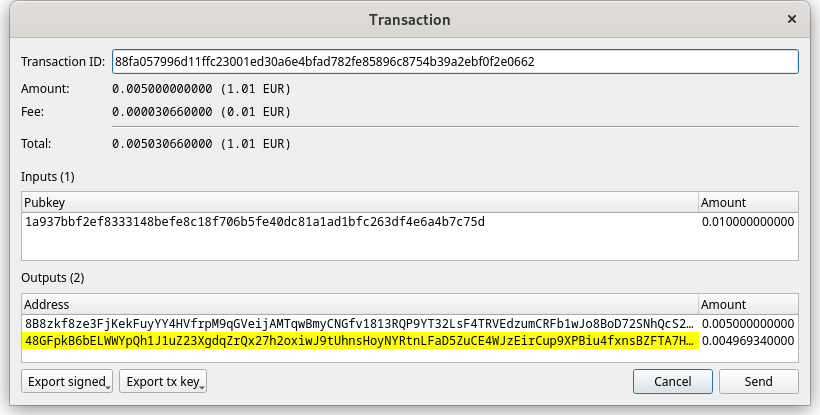 Transaction
Transaction ID: 88fa057996d11ffc23001ed30a6e4bfad782fe85896c8754b39a2ebf0f2e0662
Amount: 0.005000000000 (1.01 EUR)
Fee: 0.000030660000 (0.01 EUR)
Total: 0.005030660000 (1.01 EUR)
Inputs (1)
Pubkey Amount
1a937bbf2ef8333148befe8c18f706b5fe40dc81a1ad1bfc263df4e6a4b7c75d 0.010000000000
Outputs (2)
Address Amount
8B8zkf8ze3FjKekFuyYY4HVfrpM9qGVeijAMTqwBmyCNGfv1813RQP9YT32LsF4TRVEdzumCRFb1wJo8BoD72SNhQcS2… 0.005000000000
48GFpkB6bELWWYpQh1J1uZ23XgdqZrQx27h2oxiwJ9tUhnsHoyNYRtnLFaD5ZuCE4WJzEirCup9XPBiu4fxnsBZFTA7H… 0.004969340000
Export signed Export tx key Cancel Send